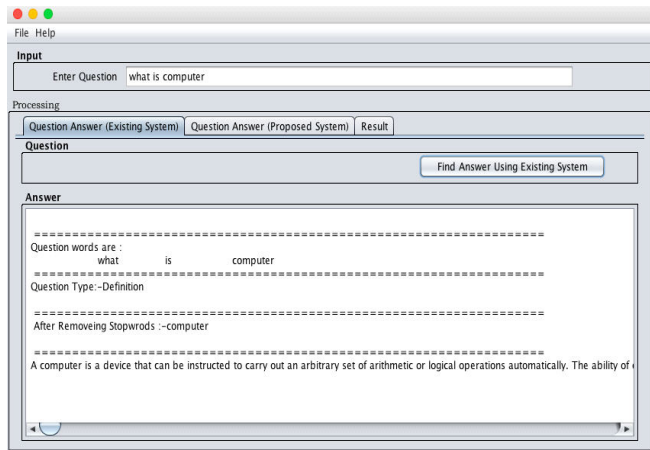 File Help
Input
Enter Question what is computer
Processing
Question Answer (Existing System) Question Answer (Proposed System) Result
Question
Find Answer Using Existing System
Answer
====================================================================
Question words are :
what is computer
====================================================================
Question Type:-Definition
====================================================================
After Removeing Stopwrods :-computer
====================================================================
A computer is a device that can be instructed to carry out an arbitrary set of arithmetic or logical operations automatically. The ability of